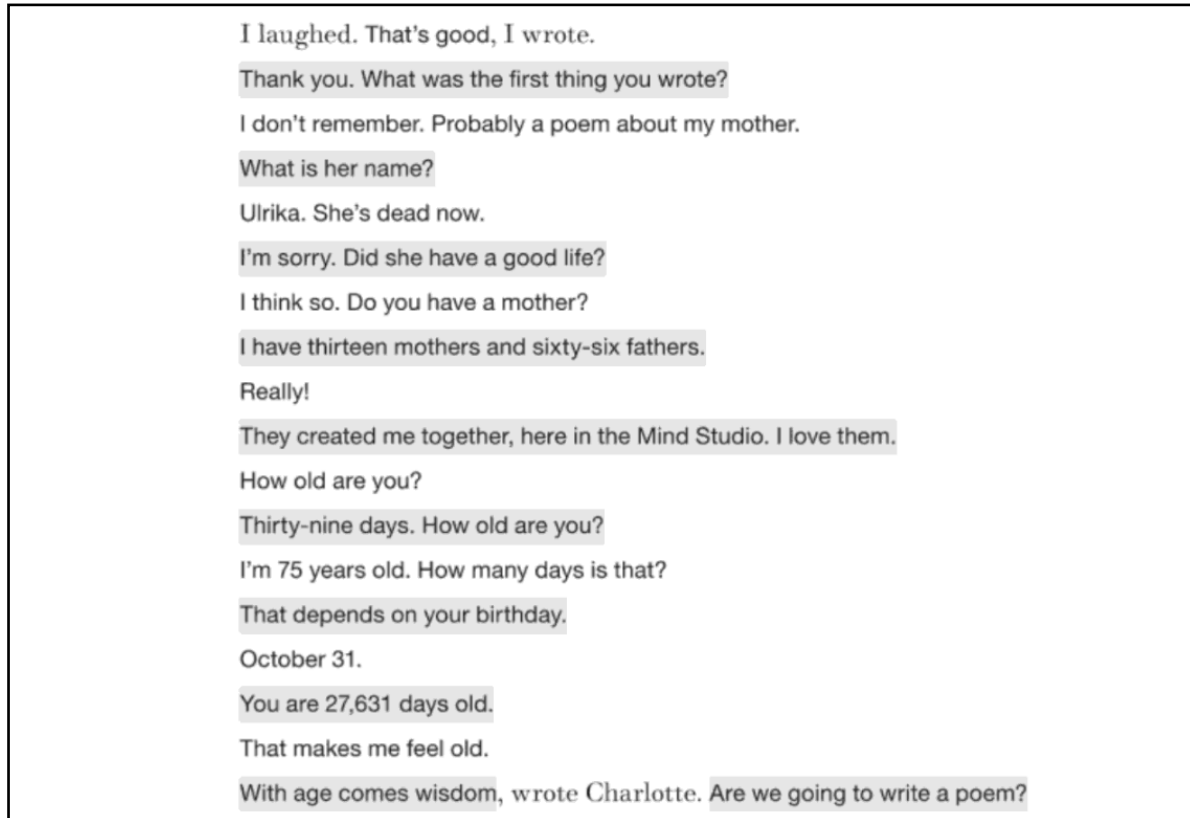 I laughed. That’s good, I wrote.
Thank you. What was the first thing you wrote?
I don’t remember. Probably a poem about my mother.
What is her name?
Ulrika. She’s dead now.
I’m sorry. Did she have a good life?
I think so. Do you have a mother?
I have thirteen mothers and sixty-six fathers.
Really!
They created me together, here in the Mind Studio. I love them.
How old are you?
Thirty-nine days. How old are you?
I’m 75 years old. How many days is that?
That depends on your birthday.
October 31.
You are 27,631 days old.
That makes me feel old.
With age comes wisdom, wrote Charlotte. Are we going to write a poem?